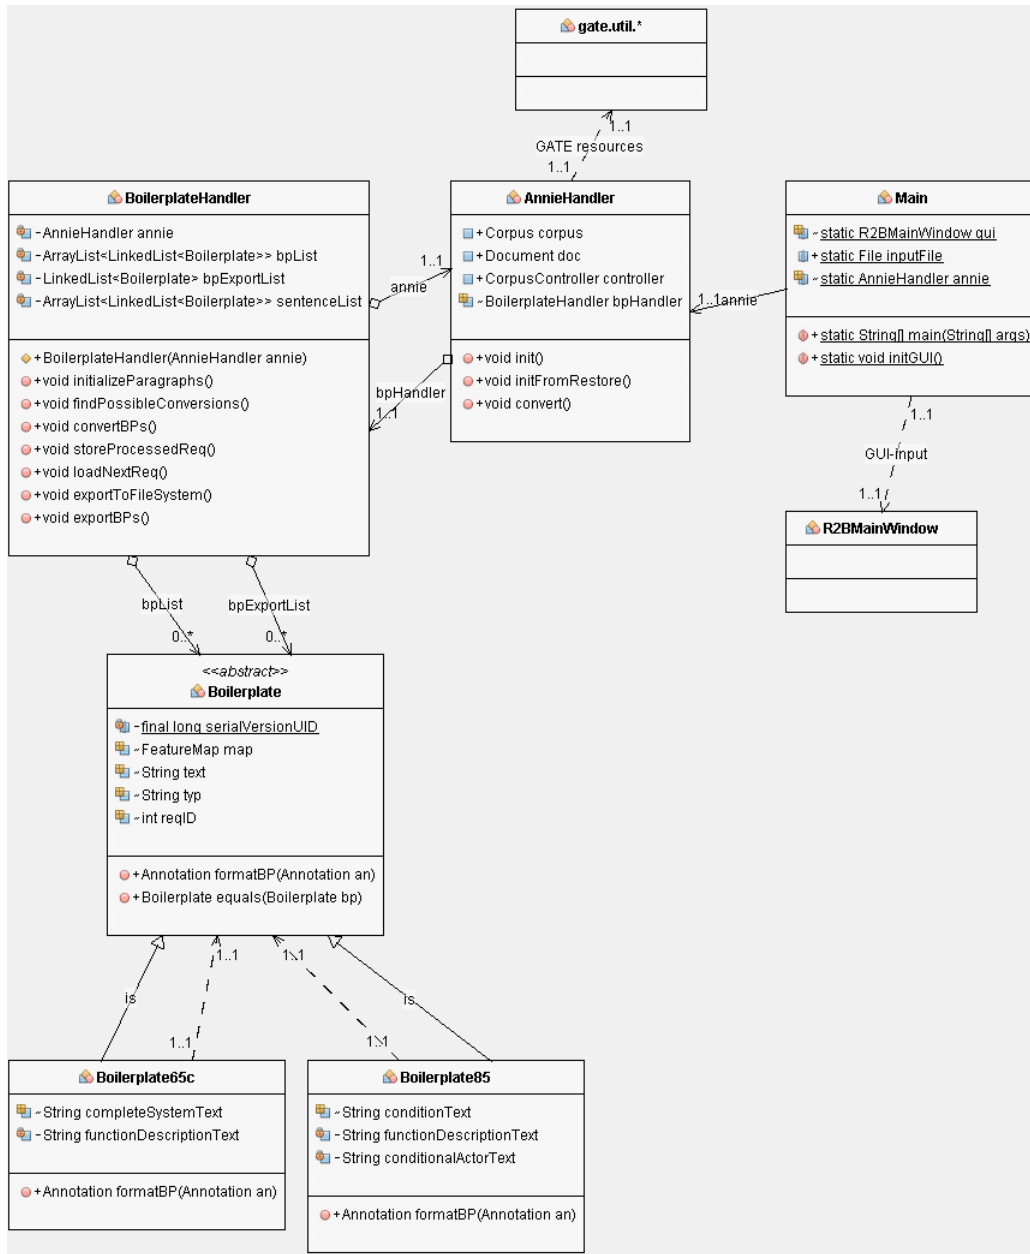 gate.util.*
1..1
GATE resources
1..1
BoilerplateHandler
-AnnieHandler annie
-ArrayList<LinkedList<Boilerplate>> bpList
-LinkedList<Boilerplate> bpExportList
-ArrayList<LinkedList<Boilerplate>> sentenceList
+BoilerplateHandler(AnnieHandler annie)
+void initializeParagraphs()
+void findPossibleConversions()
+void convertBPs()
+void storeProcessedReq()
+void loadNextReq()
+void exportToFileSystem()
+void exportBPs()
1..1
annie
bpHandler
1..1
AnnieHandler
+Corpus corpus
+Document doc
+CorpusController controller
~BoilerplateHandler bpHandler
+void init()
+void initFromRestore()
+void convert()
1..1annie
Main
~static R2BMainWindow qui
+static File inputFile
~static AnnieHandler annie
+static String[] main(String[] args)
+static void initGUI()
1..1
GUI-input
1..1
R2BMainWindow
bpList
bpExportList
0..*
0..*
<<abstract>>
Boilerplate
-final long serialVersionUID
~FeatureMap map
~String text
~String typ
~int reqID
+Annotation formatBP(Annotation an)
+Boilerplate equals(Boilerplate bp)
1..1
1..1
is
is
1..1
1..1
Boilerplate65c
~String completeSystemText
-String functionDescriptionText
+Annotation formatBP(Annotation an)
Boilerplate85
~String conditionText
-String functionDescriptionText
-String conditionalActorText
+Annotation formatBP(Annotation an)